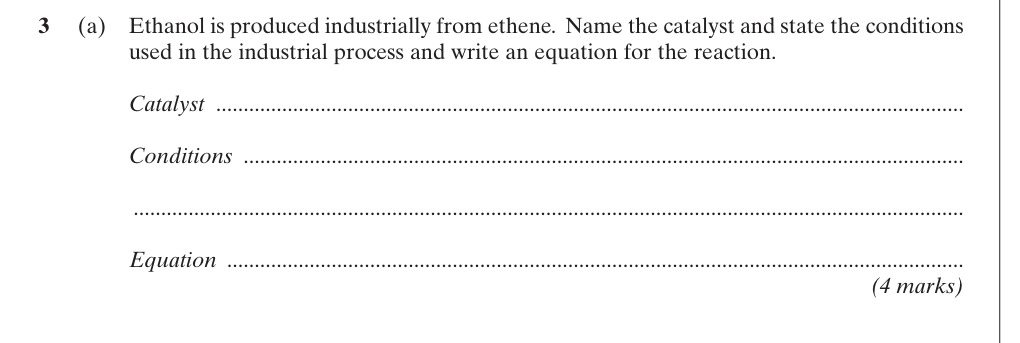 3 (a) Ethanol is produced industrially from ethene. Name the catalyst and state the conditions
used in the industrial process and write an equation for the reaction.
Catalyst ..........................................................................................................................................
Conditions .....................................................................................................................................
..........................................................................................................................................................
Equation ........................................................................................................................................
(4 marks)